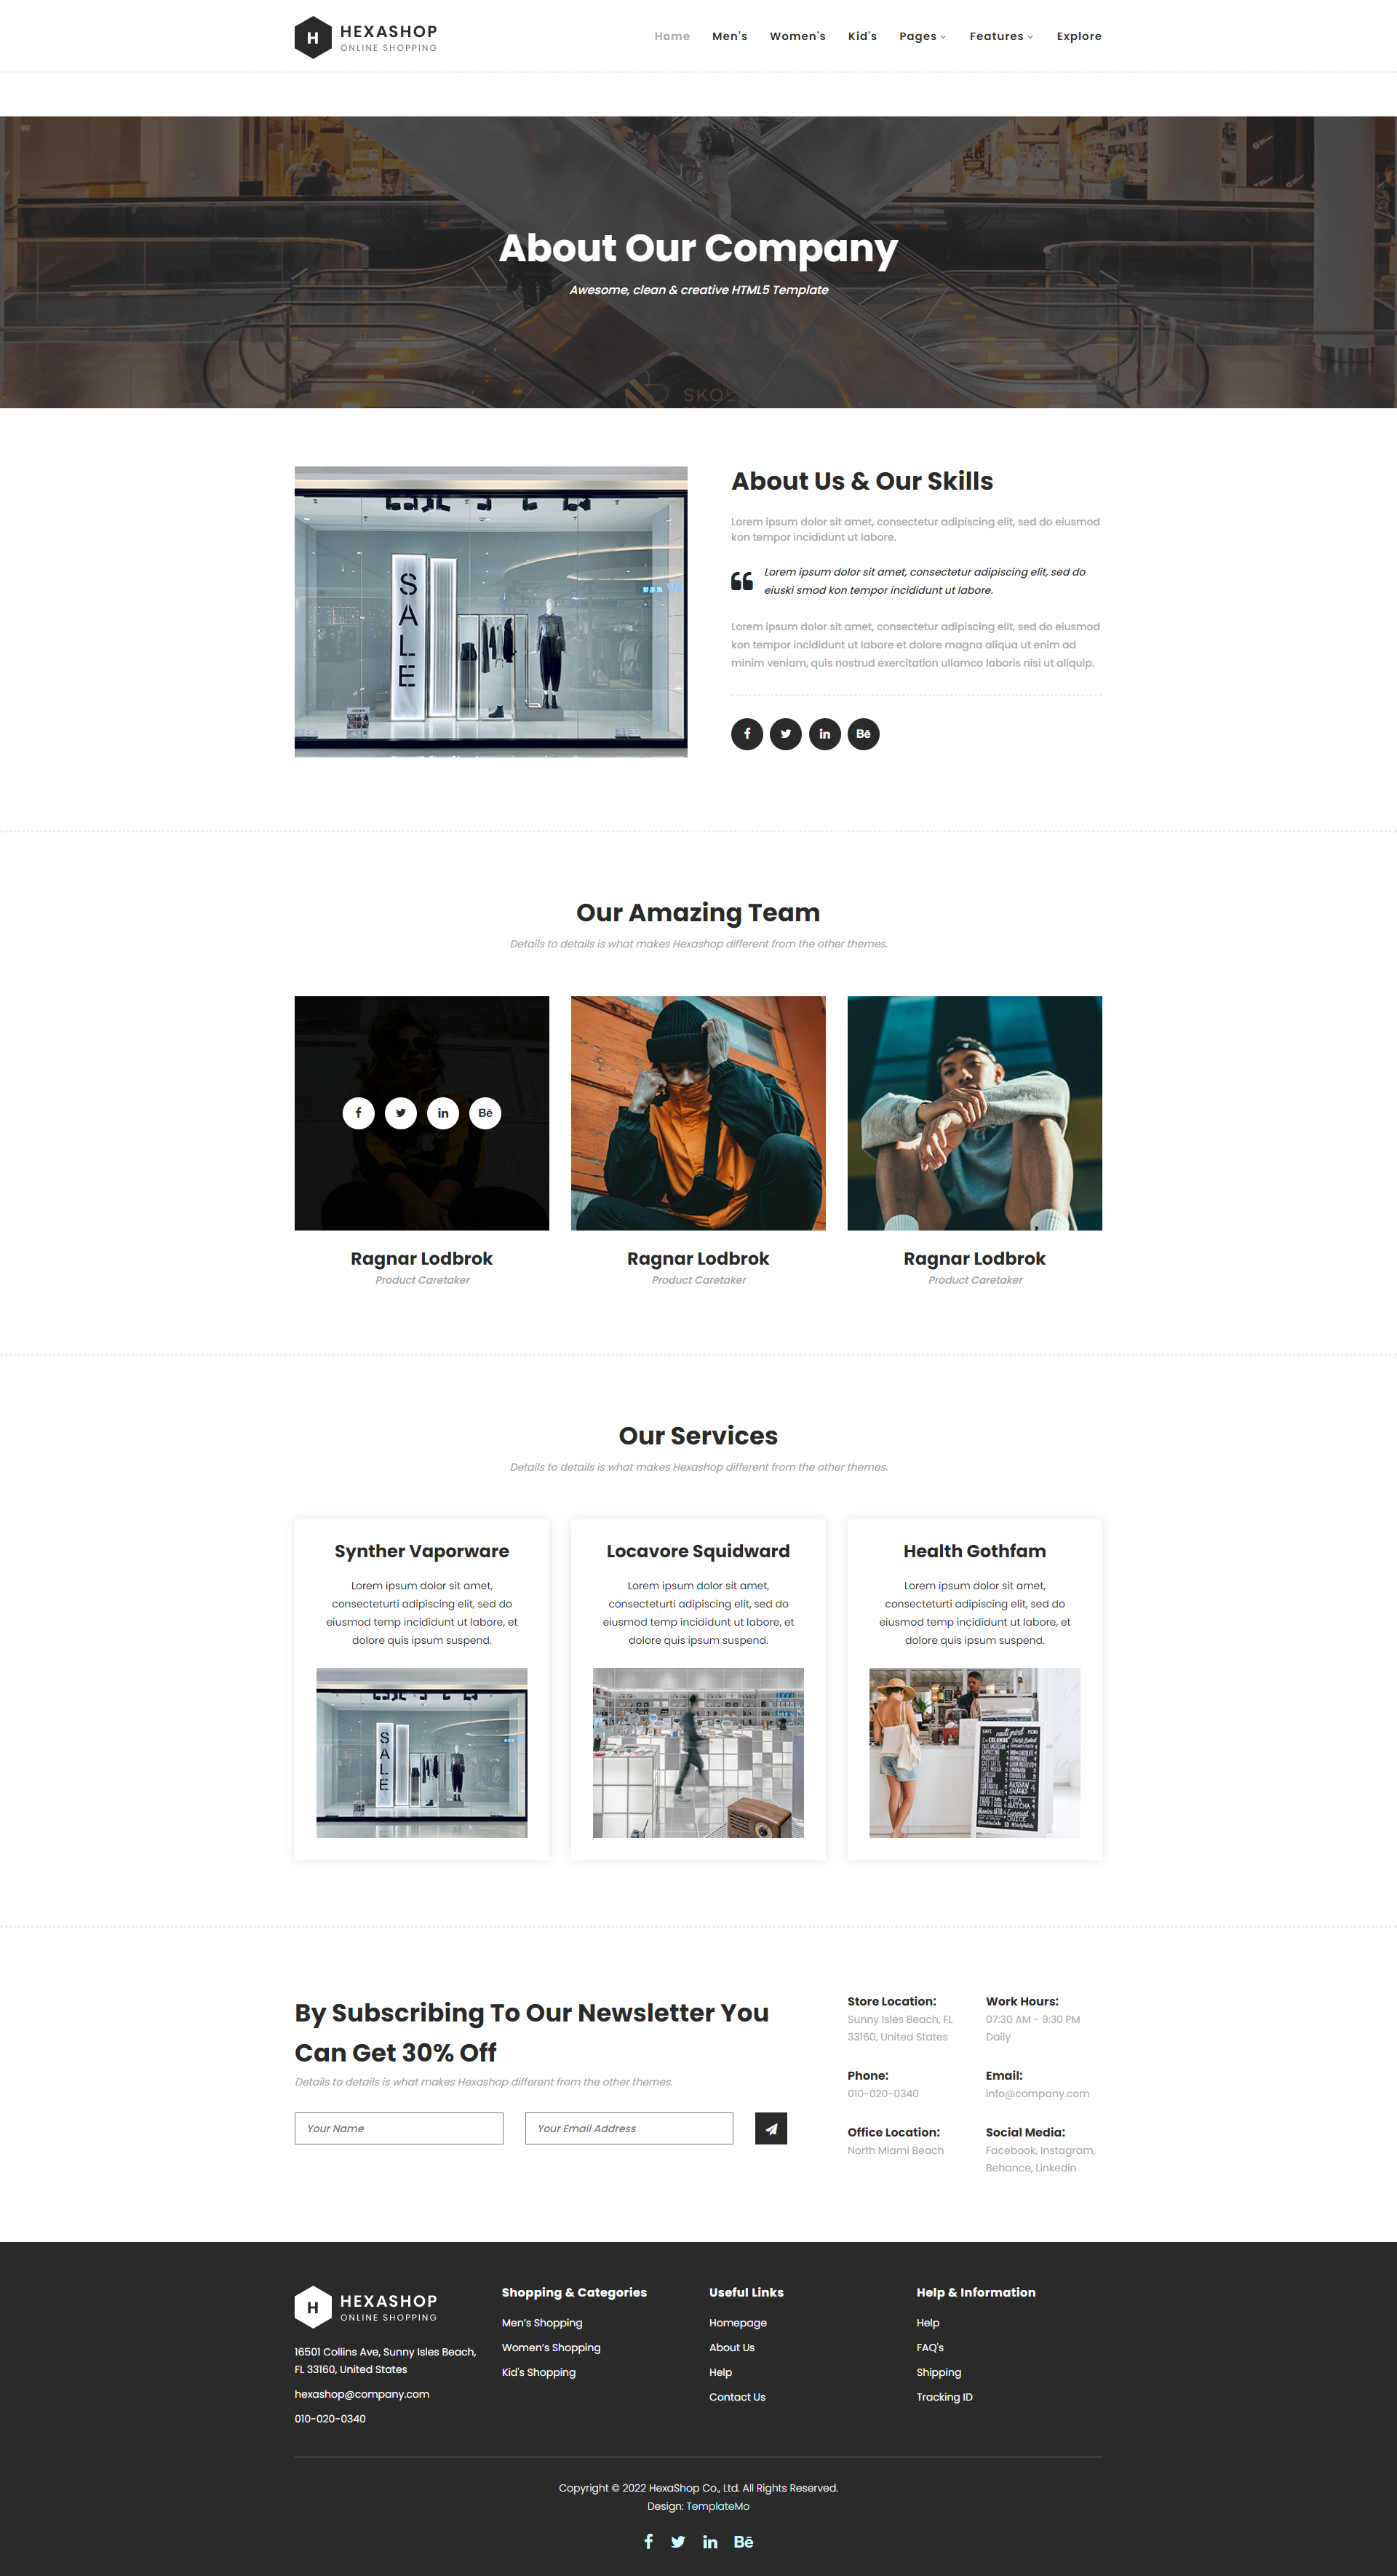 H
HEXASHOP
ONLINE SHOPPING
Home
Men's
Women's
Kid's
Pages
Features
Explore
About Our Company
Awesome, clean & creative HTML5 Template
SKOL
About Us & Our Skills
Lorem ipsum dolor sit amet, consectetur adipiscing elit, sed do eiusmod
kon tempor incididunt ut labore.
Lorem ipsum dolor sit amet, consectetur adipiscing elit, sed do
eiuski smod kon tempor incididunt ut labore.
Lorem ipsum dolor sit amet, consectetur adipiscing elit, sed do eiusmod
kon tempor incididunt ut labore et dolore magna aliqua ut enim ad
minim veniam, quis nostrud exercitation ullamco laboris nisi ut aliquip.
SALE
Our Amazing Team
Details to details is what makes Hexashop different from the other themes.
Ragnar Lodbrok
Product Caretaker
Ragnar Lodbrok
Product Caretaker
Ragnar Lodbrok
Product Caretaker
Our Services
Details to details is what makes Hexashop different from the other themes.
Synther Vaporware
Lorem ipsum dolor sit amet,
consecteturti adipiscing elit, sed do
eiusmod temp incididunt ut labore, et
dolore quis ipsum suspend.
SALE
Locavore Squidward
Lorem ipsum dolor sit amet,
consecteturti adipiscing elit, sed do
eiusmod temp incididunt ut labore, et
dolore quis ipsum suspend.
Health Gothfam
Lorem ipsum dolor sit amet,
consecteturti adipiscing elit, sed do
eiusmod temp incididunt ut labore, et
dolore quis ipsum suspend.
By Subscribing To Our Newsletter You
Can Get 30% Off
Details to details is what makes Hexashop different from the other themes.
Your Name
Your Email Address
Store Location:
Sunny Isles Beach, FL
33160, United States
Phone:
010-020-0340
Office Location:
North Miami Beach
Work Hours:
07:30 AM - 9:30 PM
Daily
Email:
info@company.com
Social Media:
Facebook, Instagram,
Behance, Linkedin
H
HEXASHOP
ONLINE SHOPPING
16501 Collins Ave, Sunny Isles Beach,
FL 33160, United States
hexashop@company.com
010-020-0340
Shopping & Categories
Men's Shopping
Women's Shopping
Kid's Shopping
Useful Links
Homepage
About Us
Help
Contact Us
Help & Information
Help
FAQ's
Shipping
Tracking ID
Copyright © 2022 HexaShop Co., Ltd. All Rights Reserved.
Design: TemplateMo